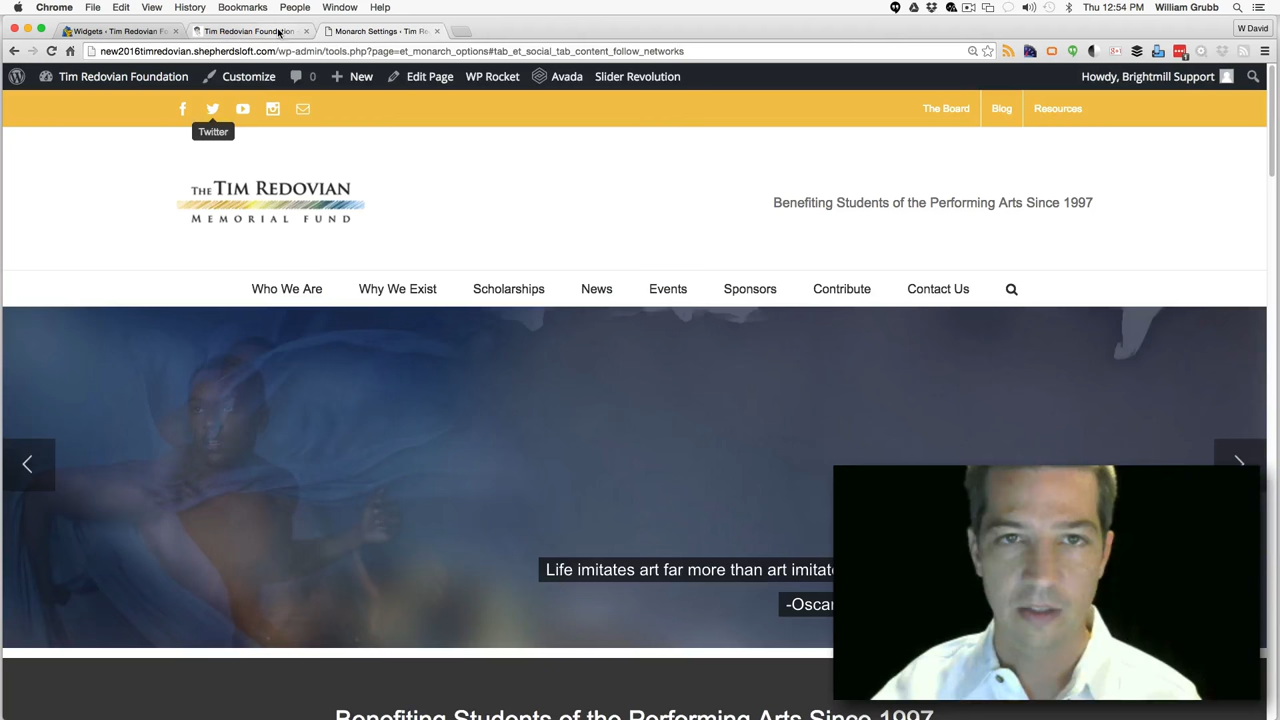 Chrome File Edit View History Bookmarks People Window Help
Thu 12:54 PM William Grubb
Widgets ‹ Tim Redovian Fo
Tim Redovian Foundation
Monarch Settings ‹ Tim Re
W David
new2016timredovian.shepherdsloft.com/wp-admin/tools.php?page=et_monarch_options#tab_et_social_tab_content_follow_networks
Tim Redovian Foundation Customize 0 New Edit Page WP Rocket Avada Slider Revolution
Howdy, Brightmill Support
The Board Blog Resources
Twitter
THE TIM REDOVIAN
MEMORIAL FUND
Benefiting Students of the Performing Arts Since 1997
Who We Are Why We Exist Scholarships News Events Sponsors Contribute Contact Us
Life imitates art far more than art imitate
-Oscar
Benefiting Students of the Performing Arts Since 1997